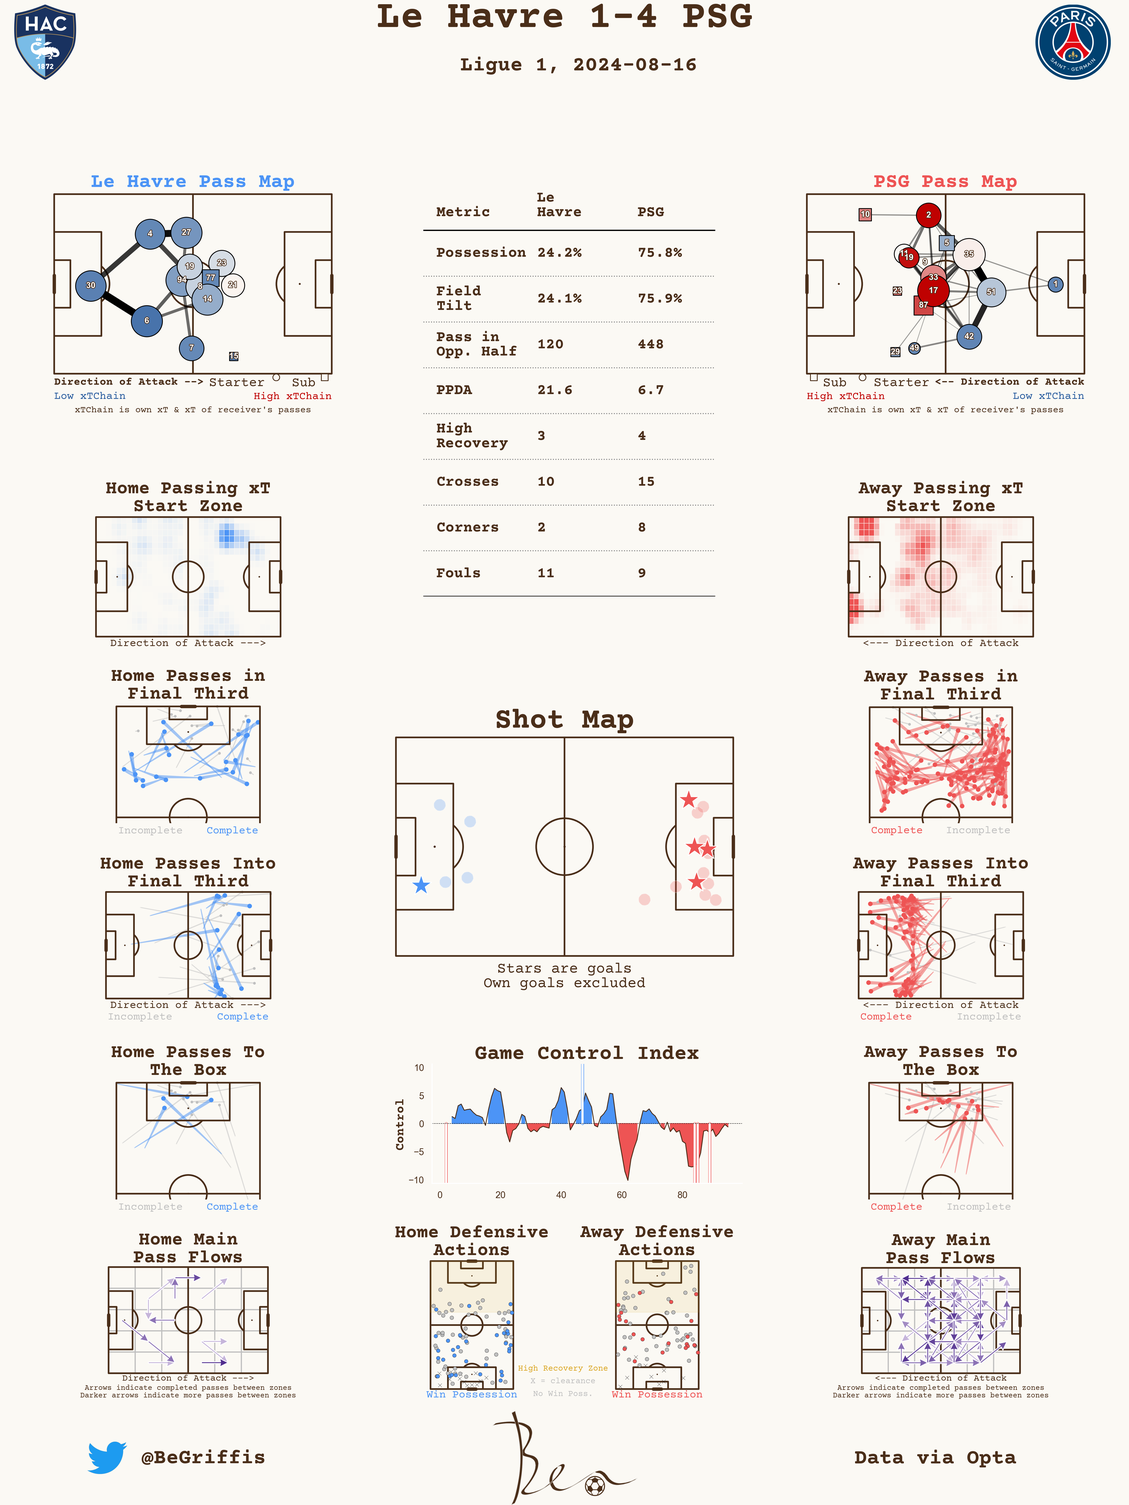 Le Havre 1-4 PSG
Ligue 1, 2024-08-16
HAC
1872
PARIS
SAINT-GERMAIN
Le Havre Pass Map
4
27
19
23
94
77
8
21
30
14
6
7
15
Direction of Attack --> Starter Sub
Low xTChain High xTChain
xTChain is own xT & xT of receiver's passes
Metric Le Havre PSG
Possession 24.2% 75.8%
Field Tilt 24.1% 75.9%
Pass in Opp. Half 120 448
PPDA 21.6 6.7
High Recovery 3 4
Crosses 10 15
Corners 2 8
Fouls 11 9
PSG Pass Map
10
2
5
19
9
35
33
17
23
51
1
87
42
29
49
Sub Starter <-- Direction of Attack
High xTChain Low xTChain
xTChain is own xT & xT of receiver's passes
Home Passing xT
Start Zone
Direction of Attack --->
Away Passing xT
Start Zone
<--- Direction of Attack
Home Passes in
Final Third
Incomplete Complete
Away Passes in
Final Third
Complete Incomplete
Shot Map
Stars are goals
Own goals excluded
Home Passes Into
Final Third
Direction of Attack --->
Incomplete Complete
Away Passes Into
Final Third
<--- Direction of Attack
Complete Incomplete
Home Passes To
The Box
Incomplete Complete
Game Control Index
Control
10
5
0
−5
−10
0 20 40 60 80
Away Passes To
The Box
Complete Incomplete
Home Main
Pass Flows
Direction of Attack --->
Arrows indicate completed passes between zones
Darker arrows indicate more passes between zones
Home Defensive
Actions
Win Possession
High Recovery Zone
X = clearance
No Win Poss.
Away Defensive
Actions
Win Possession
Away Main
Pass Flows
<--- Direction of Attack
Arrows indicate completed passes between zones
Darker arrows indicate more passes between zones
@BeGriffis
Data via Opta